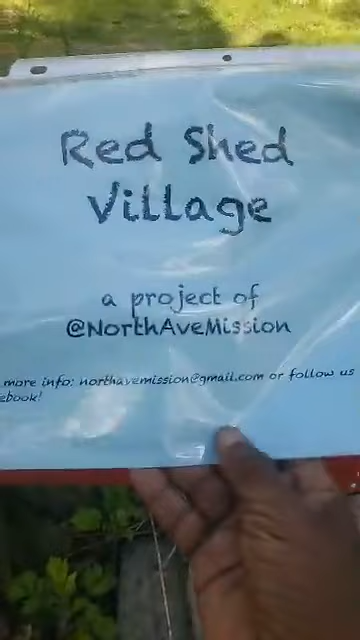 Red Shed
Village
a project of
@NorthAveMission
more info: northavemission@gmail.com or follow us
ebook!